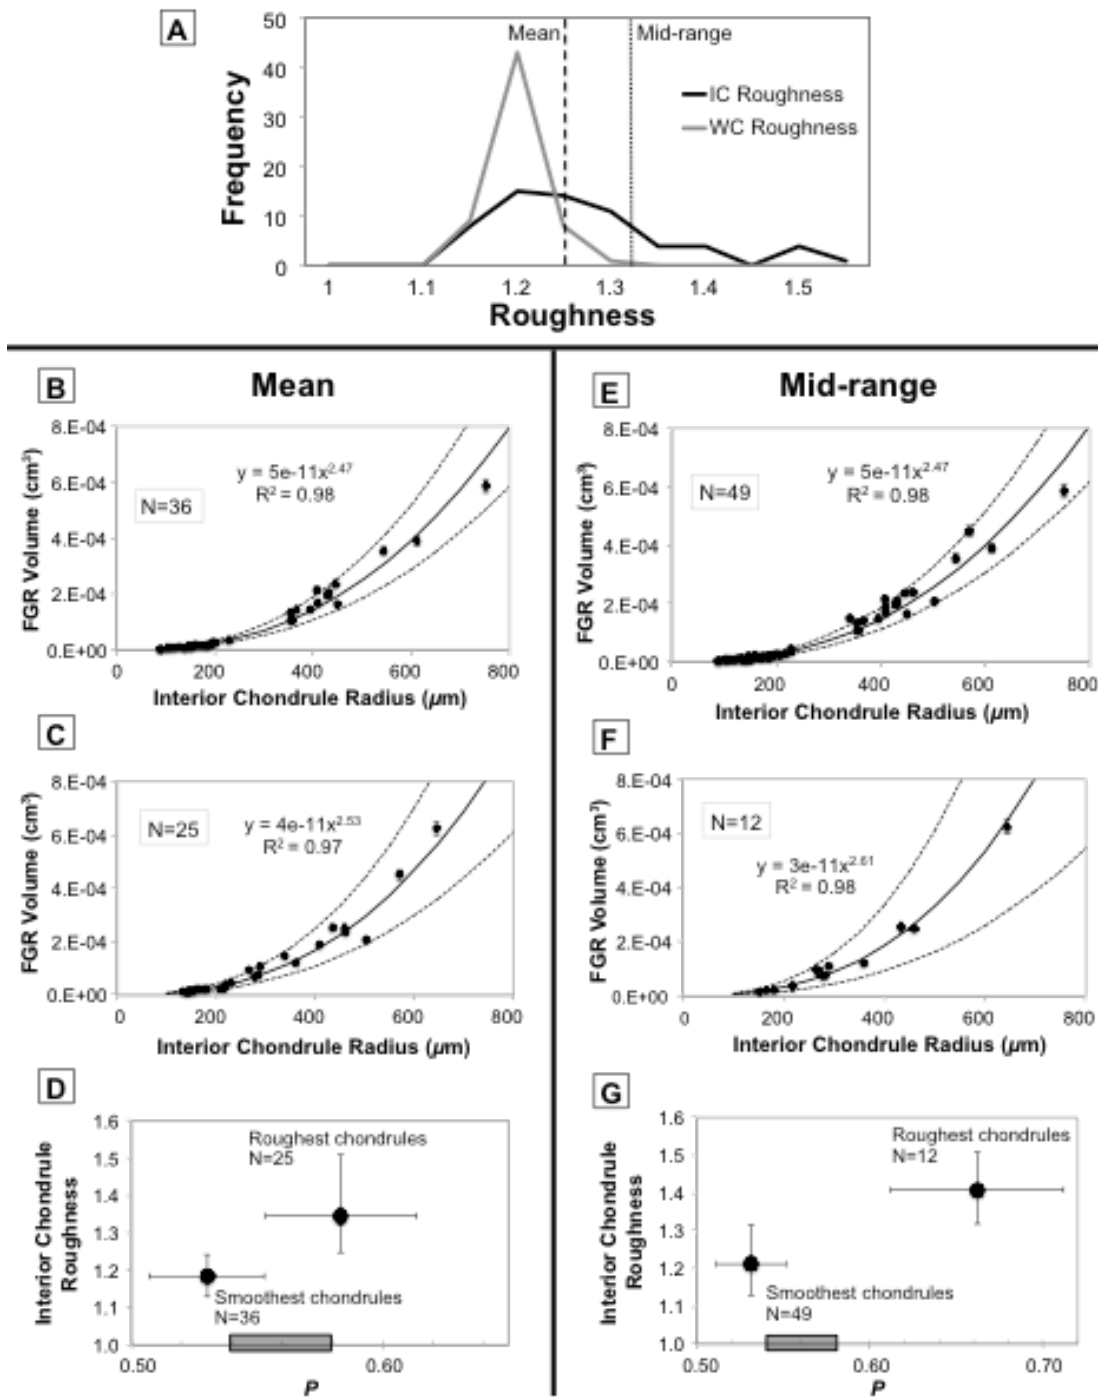 A
50
40
30
20
10
0
Frequency
Mean
Mid-range
IC Roughness
WC Roughness
1 1.1 1.2 1.3 1.4 1.5
Roughness
B
Mean
8.E-04
6.E-04
4.E-04
2.E-04
0.E+00
FGR Volume (cm³)
y = 5e-11x^2.47
R² = 0.98
N=36
0 200 400 600 800
Interior Chondrule Radius (µm)
C
8.E-04
6.E-04
4.E-04
2.E-04
0.E+00
FGR Volume (cm³)
N=25
y = 4e-11x^2.53
R² = 0.97
0 200 400 600 800
Interior Chondrule Radius (µm)
D
1.6
1.5
1.4
1.3
1.2
1.1
1.0
Interior Chondrule
Roughness
Roughest chondrules
N=25
Smoothest chondrules
N=36
0.50 0.60
P
Mid-range
E
8.E-04
6.E-04
4.E-04
2.E-04
0.E+00
FGR Volume (cm³)
y = 5e-11x^2.47
R² = 0.98
N=49
0 200 400 600 800
Interior Chondrule Radius (µm)
F
8.E-04
6.E-04
4.E-04
2.E-04
0.E+00
FGR Volume (cm³)
N=12
y = 3e-11x^2.61
R² = 0.98
0 200 400 600 800
Interior Chondrule Radius (µm)
G
1.6
1.5
1.4
1.3
1.2
1.1
1.0
Interior Chondrule
Roughness
Roughest chondrules
N=12
Smoothest chondrules
N=49
0.50 0.60 0.70
P